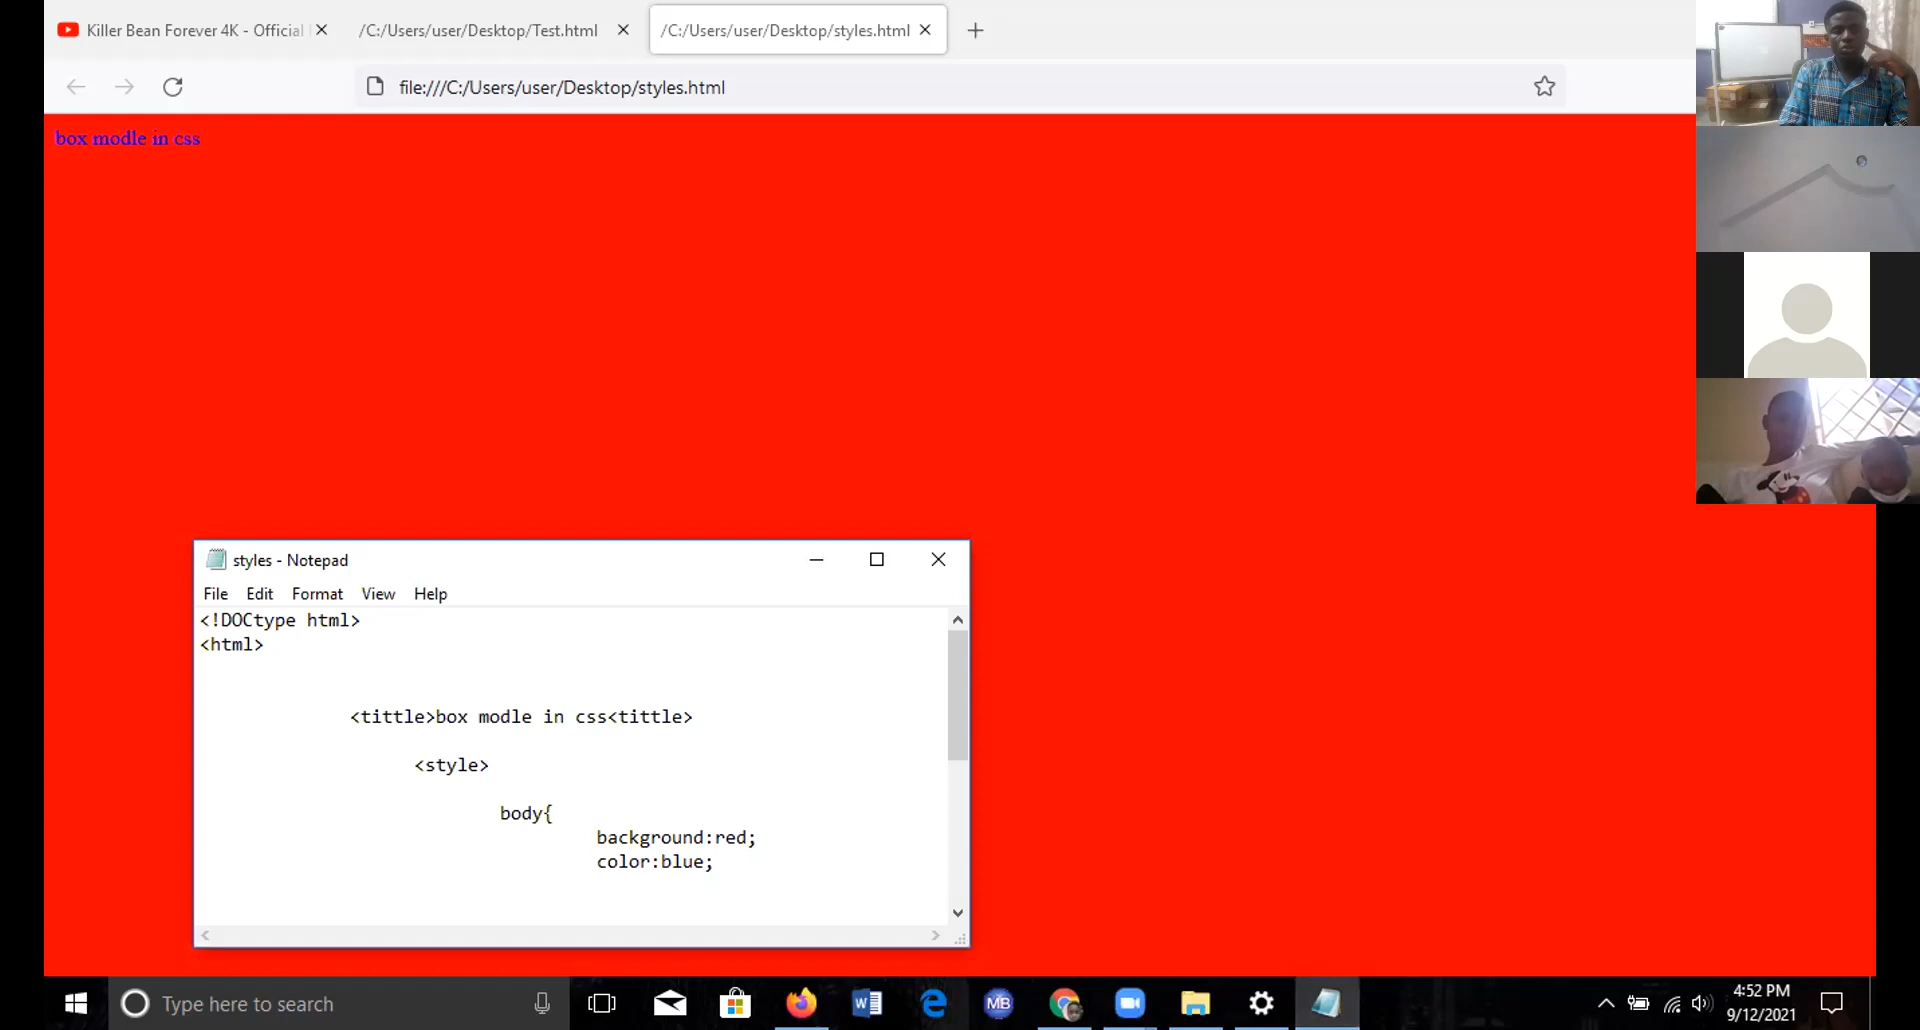 Killer Bean Forever 4K - Official
/C:/Users/user/Desktop/Test.html
/C:/Users/user/Desktop/styles.html
file:///C:/Users/user/Desktop/styles.html
box modle in css
styles - Notepad
File Edit Format View Help
<!DOCtype html>
<html>
<tittle>box modle in css<tittle>
<style>
body{
background:red;
color:blue;
Type here to search
W
MB
4:52 PM
9/12/2021